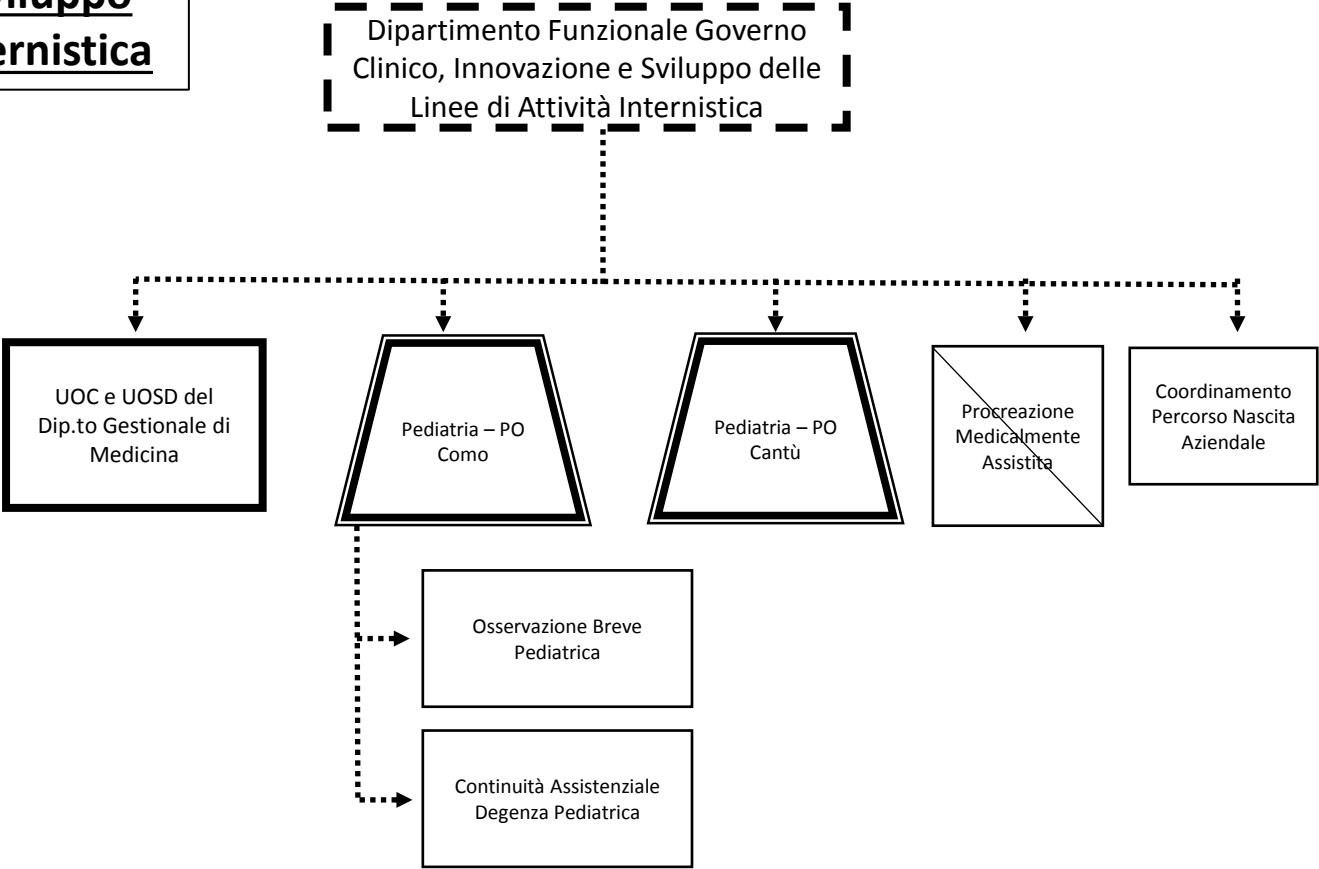 Dipartimento Funzionale Governo
Clinico, Innovazione e Sviluppo delle
Linee di Attività Internistica
UOC e UOSD del
Dip.to Gestionale di
Medicina
Pediatria – PO
Como
Pediatria – PO
Cantù
Procreazione
Medicalmente
Assistita
Coordinamento
Percorso Nascita
Aziendale
Osservazione Breve
Pediatrica
Continuità Assistenziale
Degenza Pediatrica